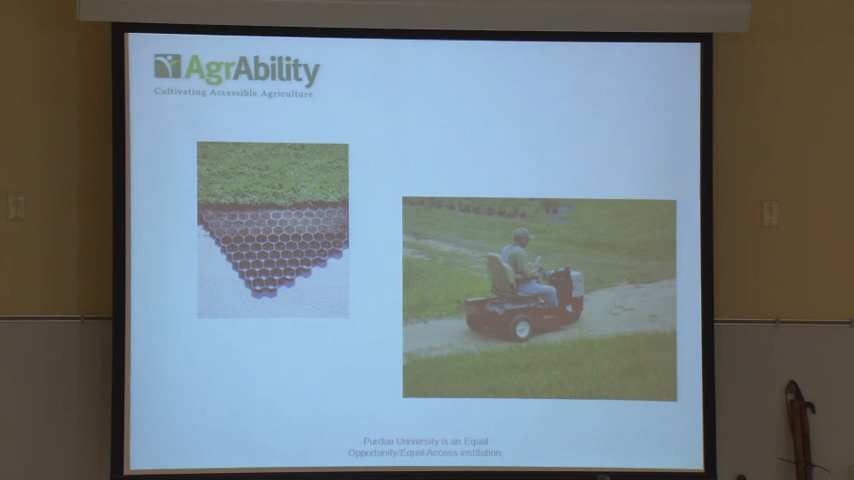 AgrAbility
Cultivating Accessible Agriculture
Purdue University is an Equal
Opportunity/Equal Access institution